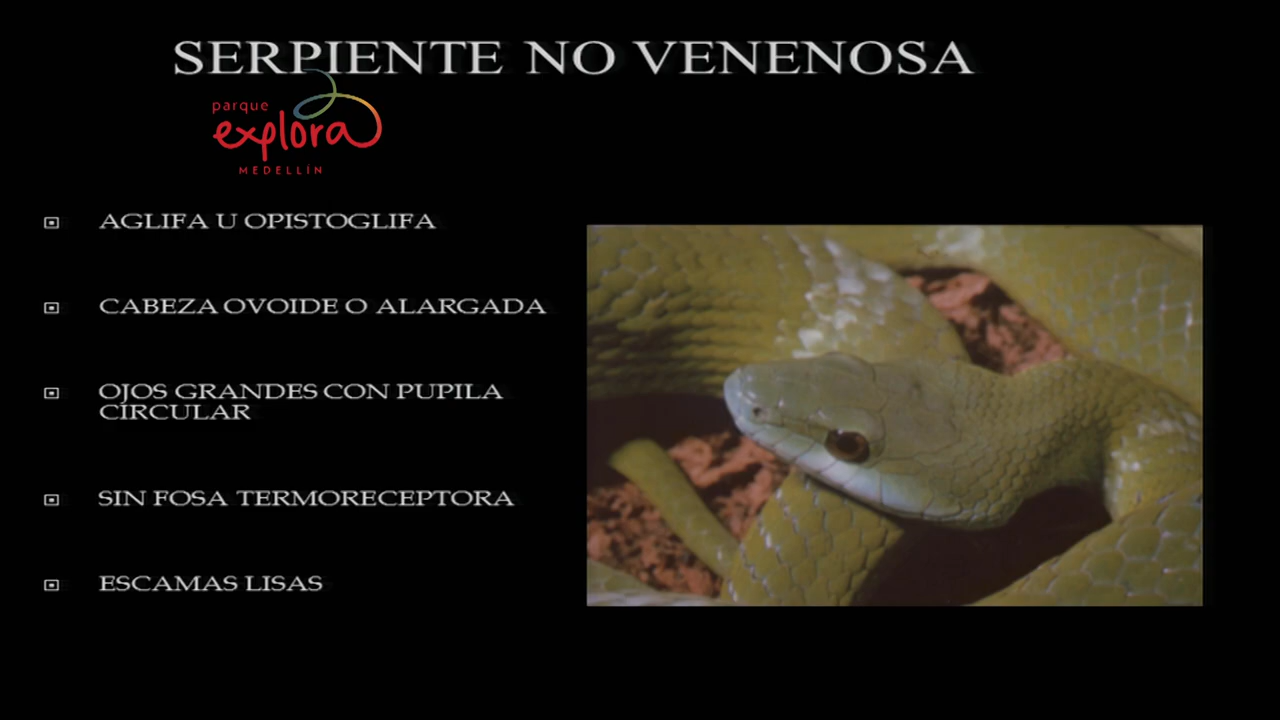 SERPIENTE NO VENENOSA
parque
explora
MEDELLÍN
AGLIFA U OPISTOGLIFA
CABEZA OVOIDE O ALARGADA
OJOS GRANDES CON PUPILA
CIRCULAR
SIN FOSA TERMORECEPTORA
ESCAMAS LISAS